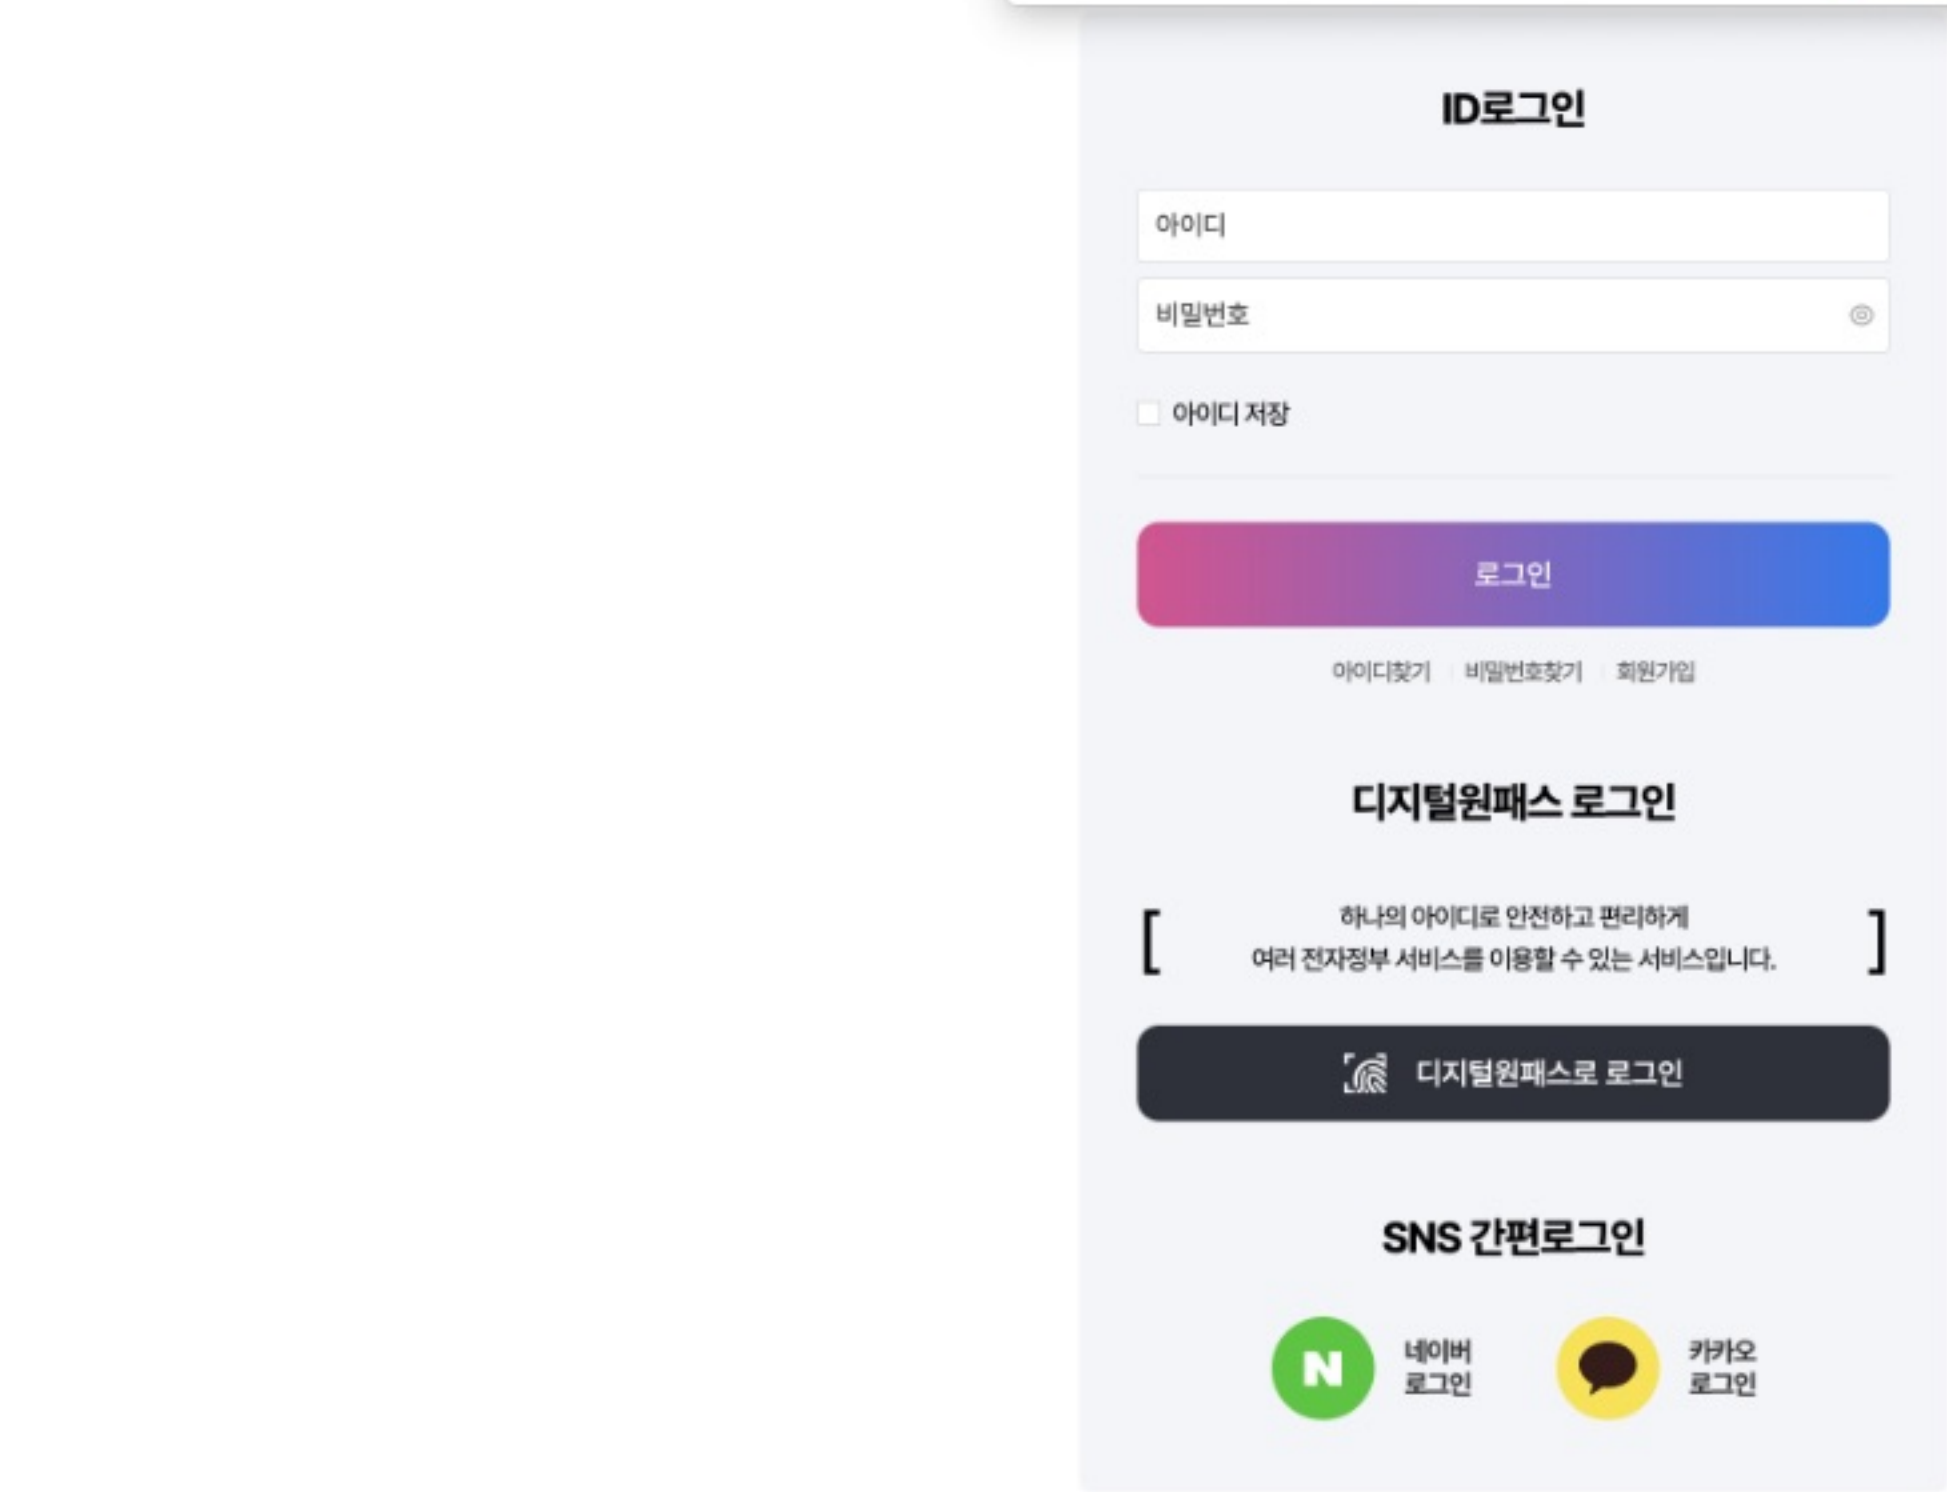 ID로그인
아이디
비밀번호
아이디 저장
로그인
아이디찾기 비밀번호찾기 회원가입
디지털원패스 로그인
[ 하나의 아이디로 안전하고 편리하게
여러 전자정부 서비스를 이용할 수 있는 서비스입니다. ]
디지털원패스로 로그인
SNS 간편로그인
N 네이버
로그인
카카오
로그인